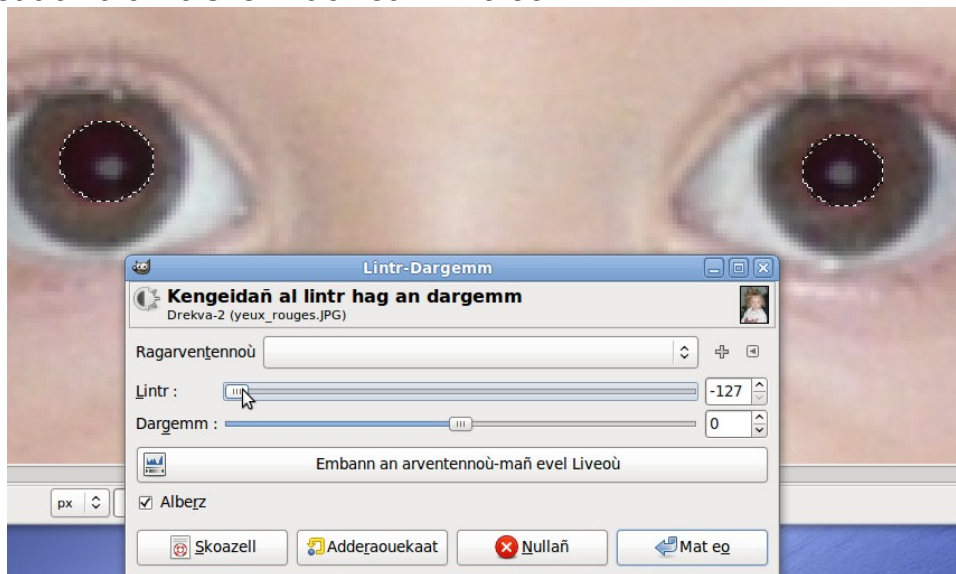 Lintr-Dargemm
Kengeidañ al lintr hag an dargemm
Drekva-2 (yeux_rouges.JPG)
Ragarventennoù
Lintr : -127
Dargemm : 0
Embann an arventennoù-mañ evel Liveoù
px
Alberz
Skoazell Adderaouekaat Nullañ Mat eo